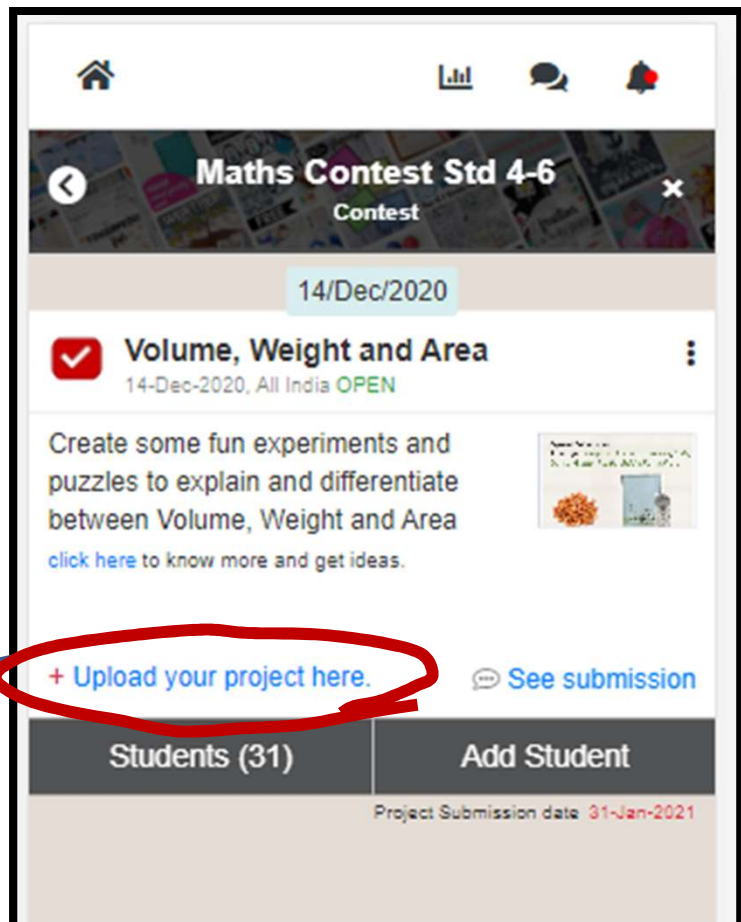 Maths Contest Std 4-6
Contest
14/Dec/2020
Volume, Weight and Area
14-Dec-2020, All India OPEN
Create some fun experiments and
puzzles to explain and differentiate
between Volume, Weight and Area
click here to know more and get ideas.
+ Upload your project here.
See submission
Students (31)
Add Student
Project Submission date 31-Jan-2021